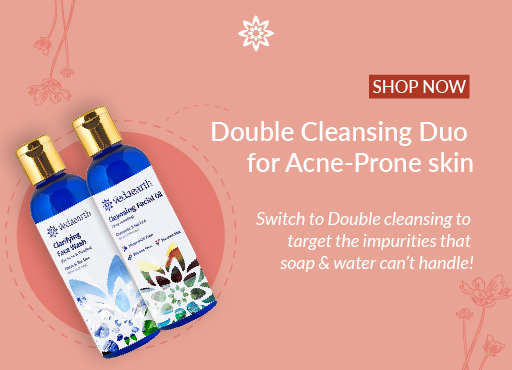 SHOP NOW
Double Cleansing Duo
for Acne-Prone skin
Switch to Double cleansing to
target the impurities that
soap & water can't handle!
vedaearth
Clarifying
Face Wash
vedaearth
Cleansing Facial Oil